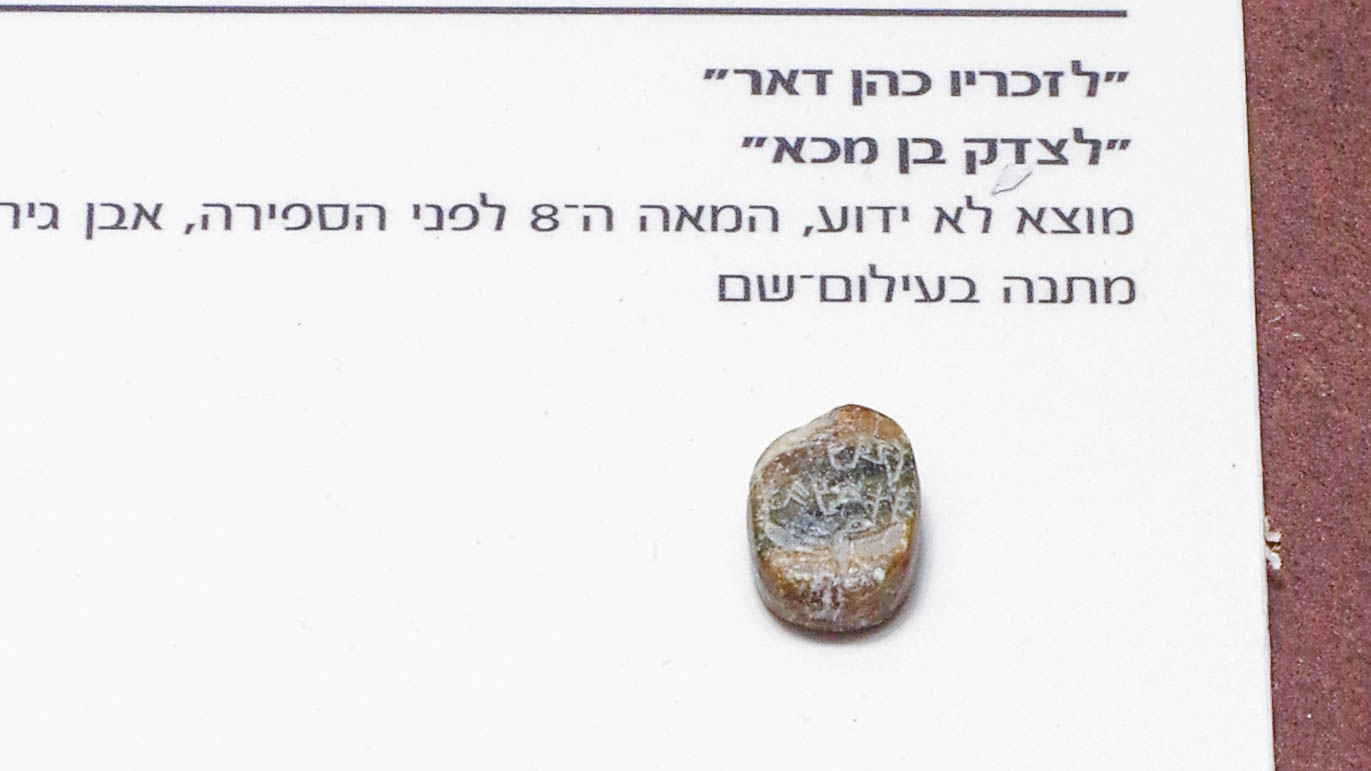 ״לזכריו כהן דאר״
״לצדק בן מכא״
מוצא לא ידוע, המאה ה־8 לפני הספירה, אבן גיר
מתנה בעילום־שם